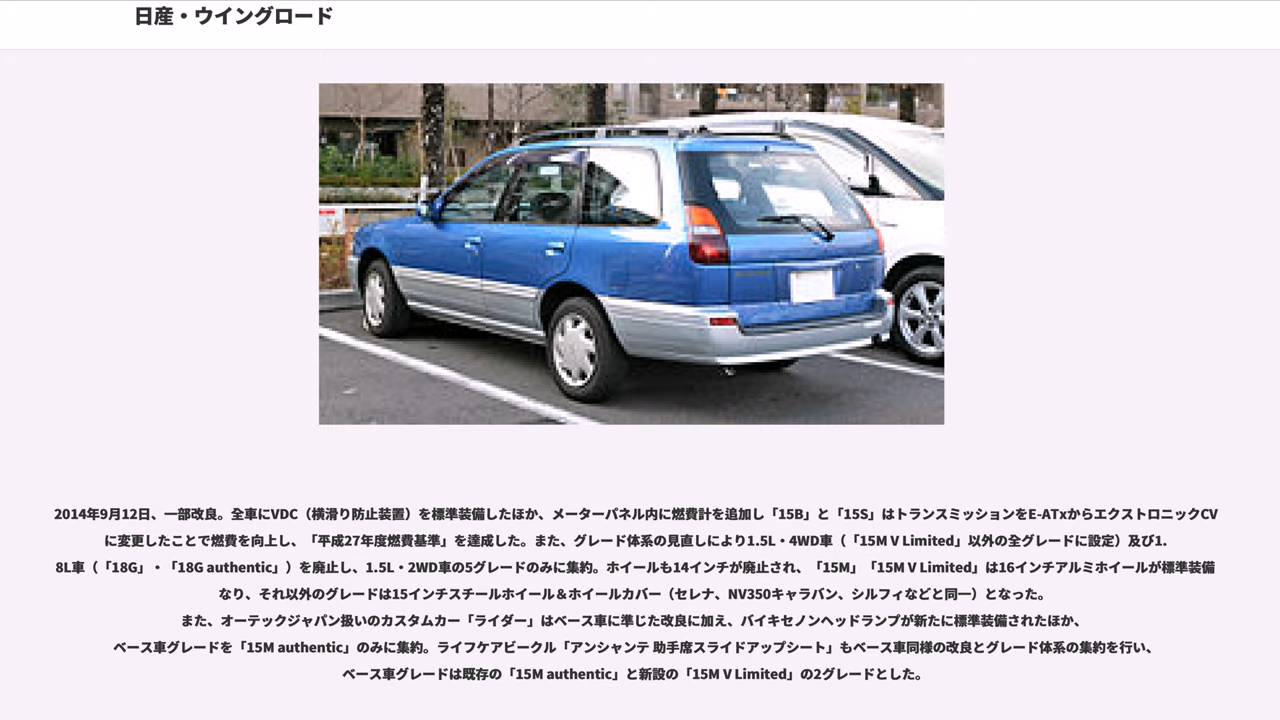 日産・ウイングロード
2014年9月12日、一部改良。全車にVDC（横滑り防止装置）を標準装備したほか、メーターパネル内に燃費計を追加し「15B」と「15S」はトランスミッションをE-ATxからエクストロニックCV
に変更したことで燃費を向上し、「平成27年度燃費基準」を達成した。また、グレード体系の見直しにより1.5L・4WD車（「15M V Limited」以外の全グレードに設定）及び1.
8L車（「18G」・「18G authentic」）を廃止し、1.5L・2WD車の5グレードのみに集約。ホイールも14インチが廃止され、「15M」「15M V Limited」は16インチアルミホイールが標準装備
なり、それ以外のグレードは15インチスチールホイール＆ホイールカバー（セレナ、NV350キャラバン、シルフィなどと同一）となった。
また、オーテックジャパン扱いのカスタムカー「ライダー」はベース車に準じた改良に加え、バイキセノンヘッドランプが新たに標準装備されたほか、
ベース車グレードを「15M authentic」のみに集約。ライフケアビークル「アンシャンテ 助手席スライドアップシート」もベース車同様の改良とグレード体系の集約を行い、
ベース車グレードは既存の「15M authentic」と新設の「15M V Limited」の2グレードとした。